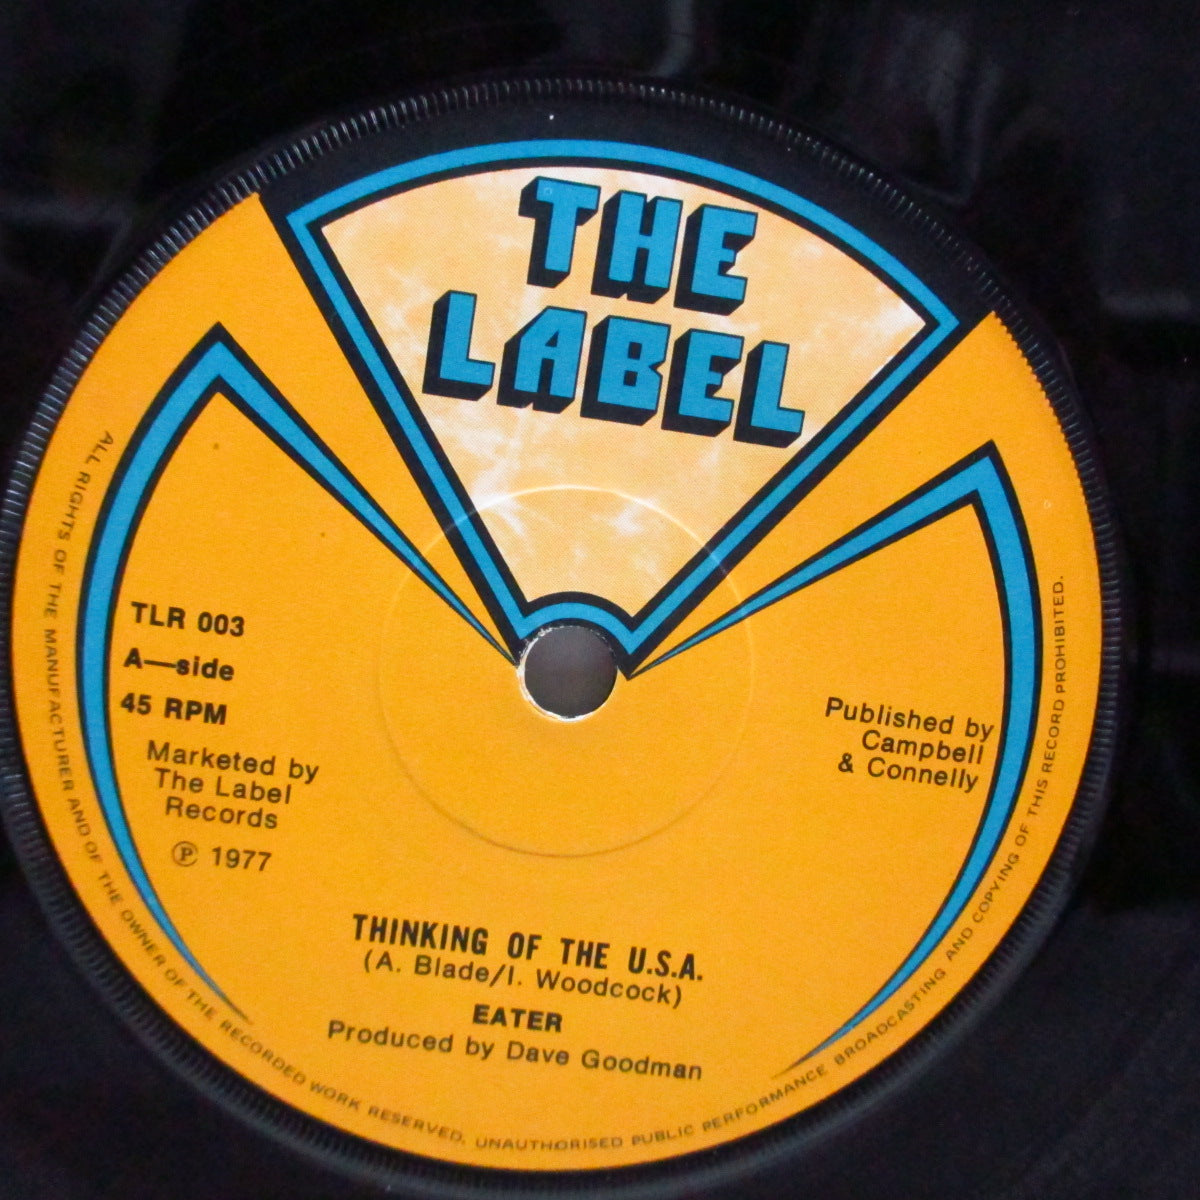 THE
LABEL
TLR 003
A—side
45 RPM
Marketed by
The Label
Records
Ⓟ 1977
Published by
Campbell
& Connelly
THINKING OF THE U.S.A.
(A. Blade/I. Woodcock)
EATER
Produced by Dave Goodman
ALL RIGHTS OF THE MANUFACTURER AND OF THE OWNER OF THE RECORDED WORK RESERVED. UNAUTHORISED PUBLIC PERFORMANCE BROADCASTING AND COPYING OF THIS RECORD PROHIBITED.